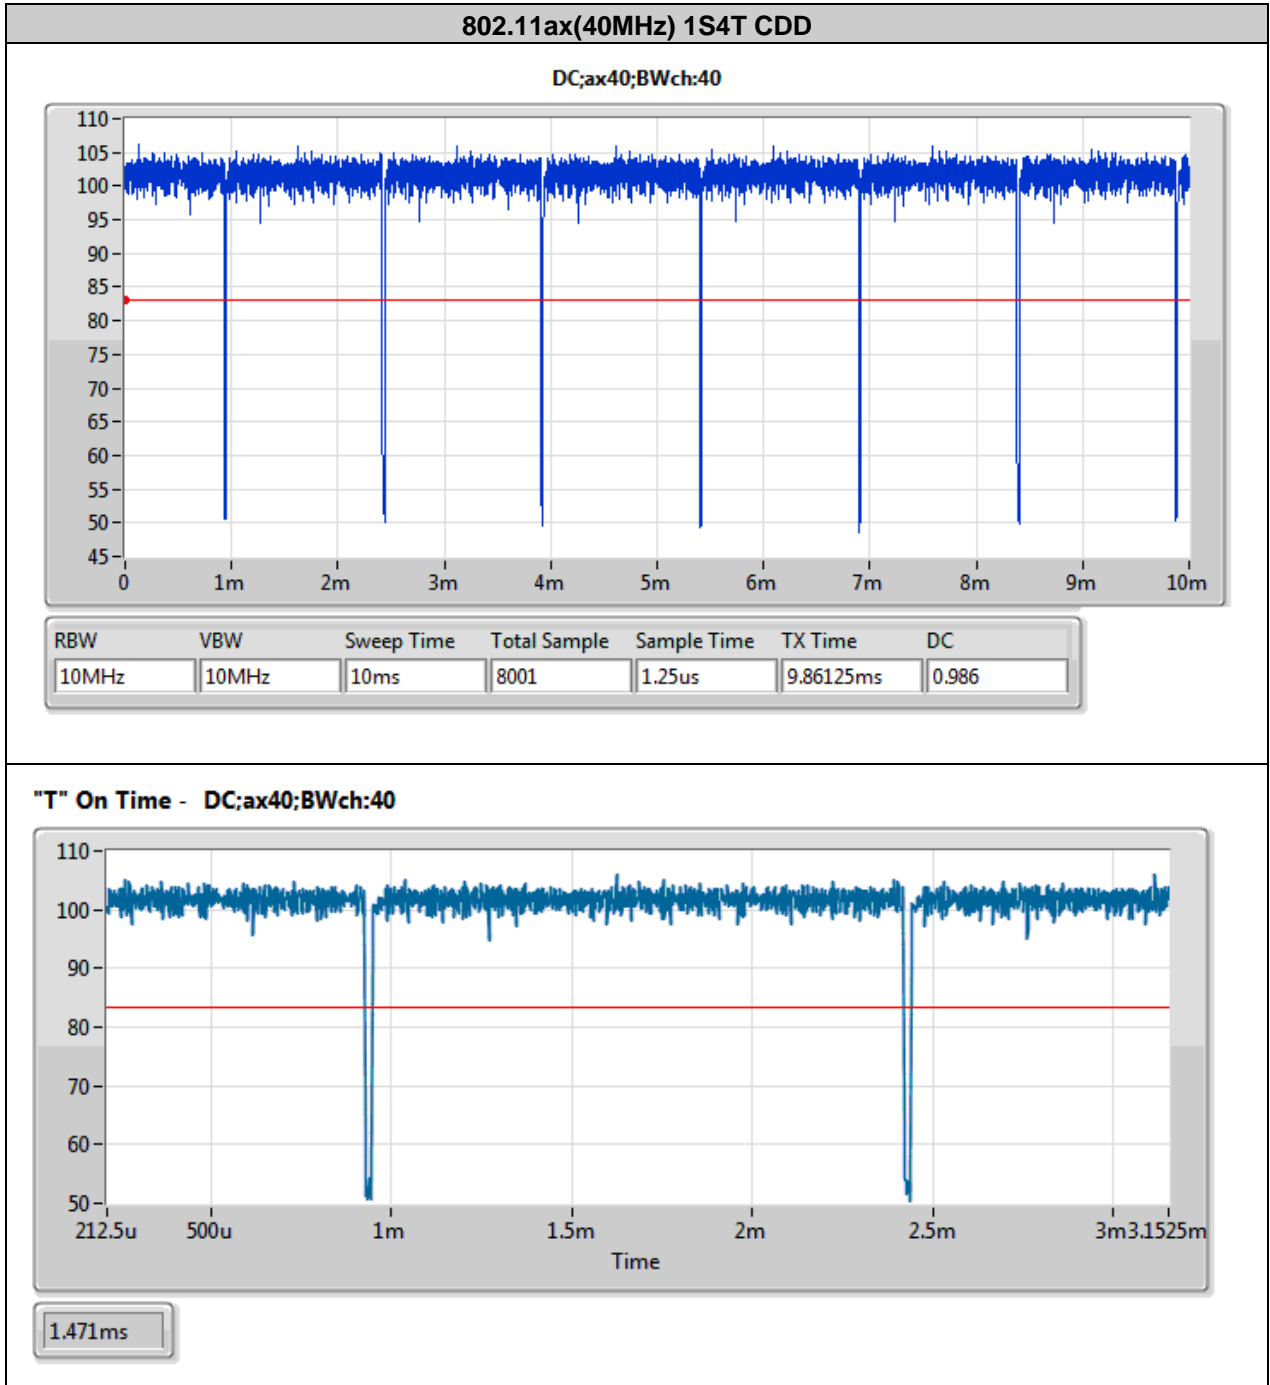 802.11ax(40MHz) 1S4T CDD
DC;ax40;BWch:40
110
105
100
95
90
85
80
75
70
65
60
55
50
45
0 1m 2m 3m 4m 5m 6m 7m 8m 9m 10m
RBW VBW Sweep Time Total Sample Sample Time TX Time DC
10MHz 10MHz 10ms 8001 1.25us 9.86125ms 0.986
"T" On Time - DC;ax40;BWch:40
110
100
90
80
70
60
50
212.5u 500u 1m 1.5m 2m 2.5m 3m 3.1525m
Time
1.471ms